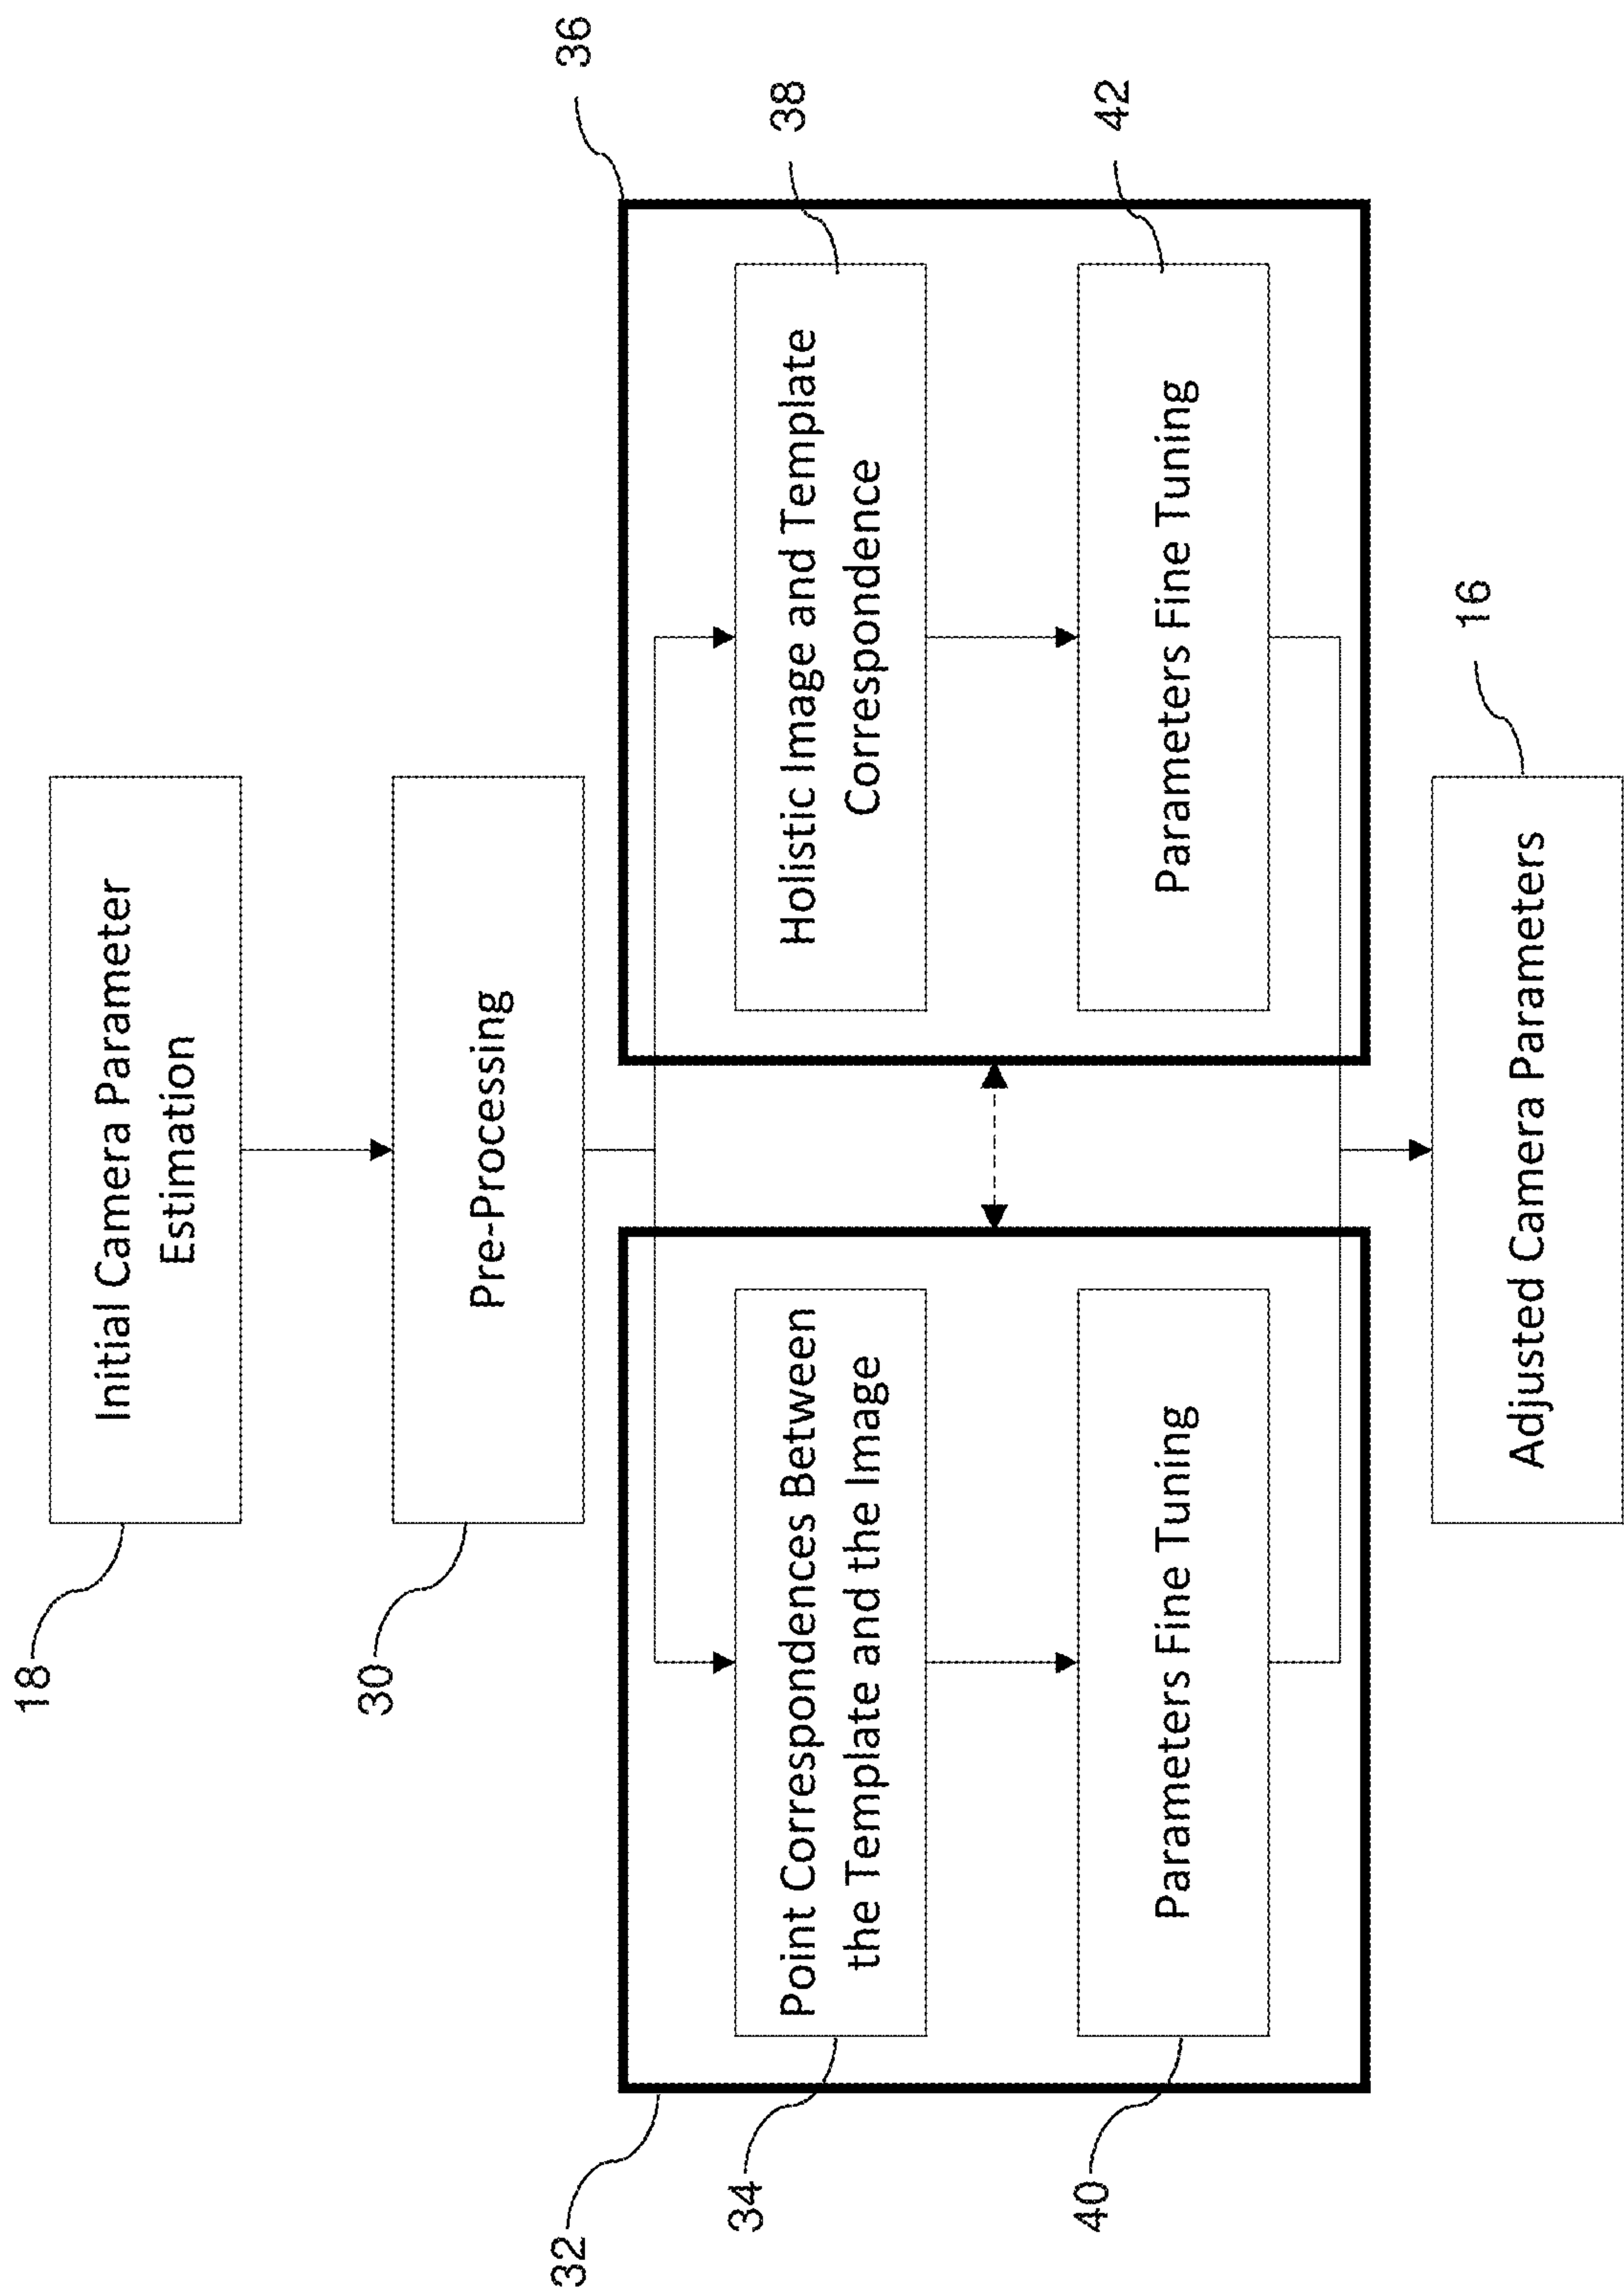 18
Initial Camera Parameter
Estimation
30
Pre-Processing
32
36
34
Point Correspondences Between
the Template and the Image
Holistic Image and Template
Correspondence
38
40
Parameters Fine Tuning
Parameters Fine Tuning
42
Adjusted Camera Parameters
16